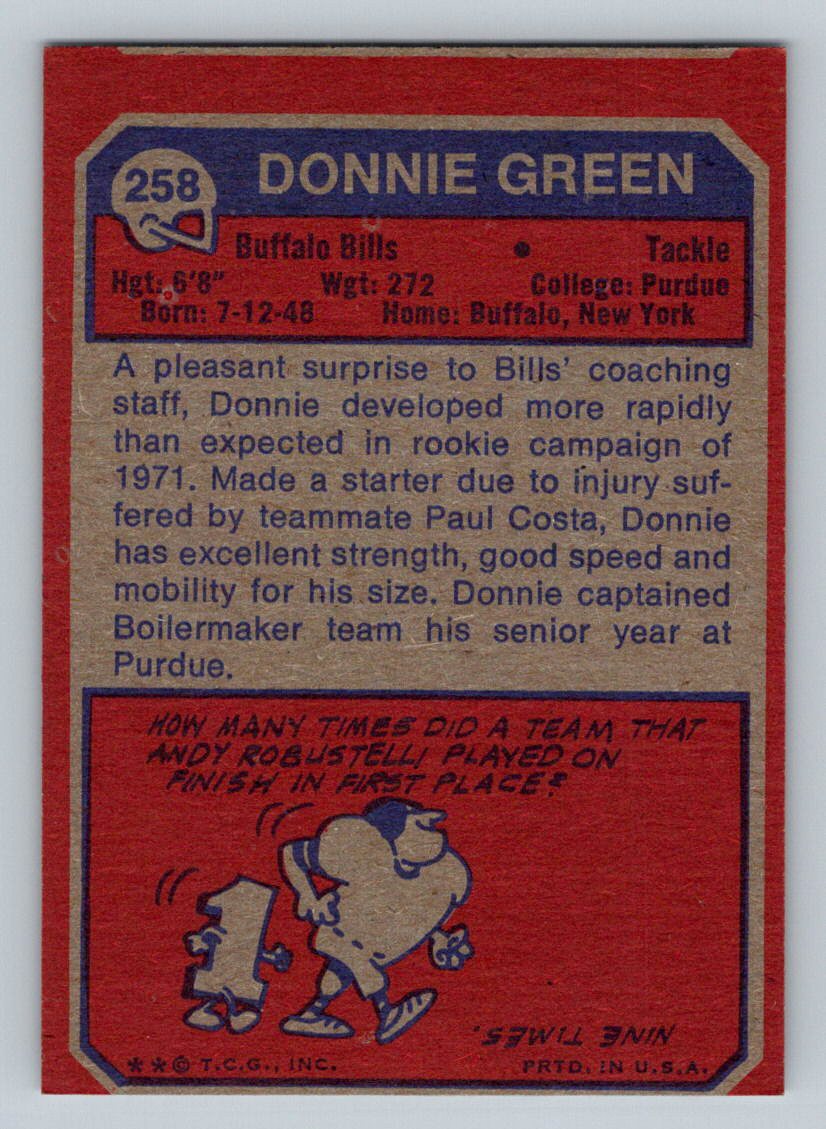 258 DONNIE GREEN
Buffalo Bills • Tackle
Hgt: 6'8" Wgt: 272 College: Purdue
Born: 7-12-48 Home: Buffalo, New York
A pleasant surprise to Bills' coaching
staff, Donnie developed more rapidly
than expected in rookie campaign of
1971. Made a starter due to injury suf-
fered by teammate Paul Costa, Donnie
has excellent strength, good speed and
mobility for his size. Donnie captained
Boilermaker team his senior year at
Purdue.
HOW MANY TIMES DID A TEAM THAT
ANDY ROBUSTELLI PLAYED ON
FINISH IN FIRST PLACE?
1
NINE TIMES.
**© T.C.G., INC. PRTD. IN U.S.A.